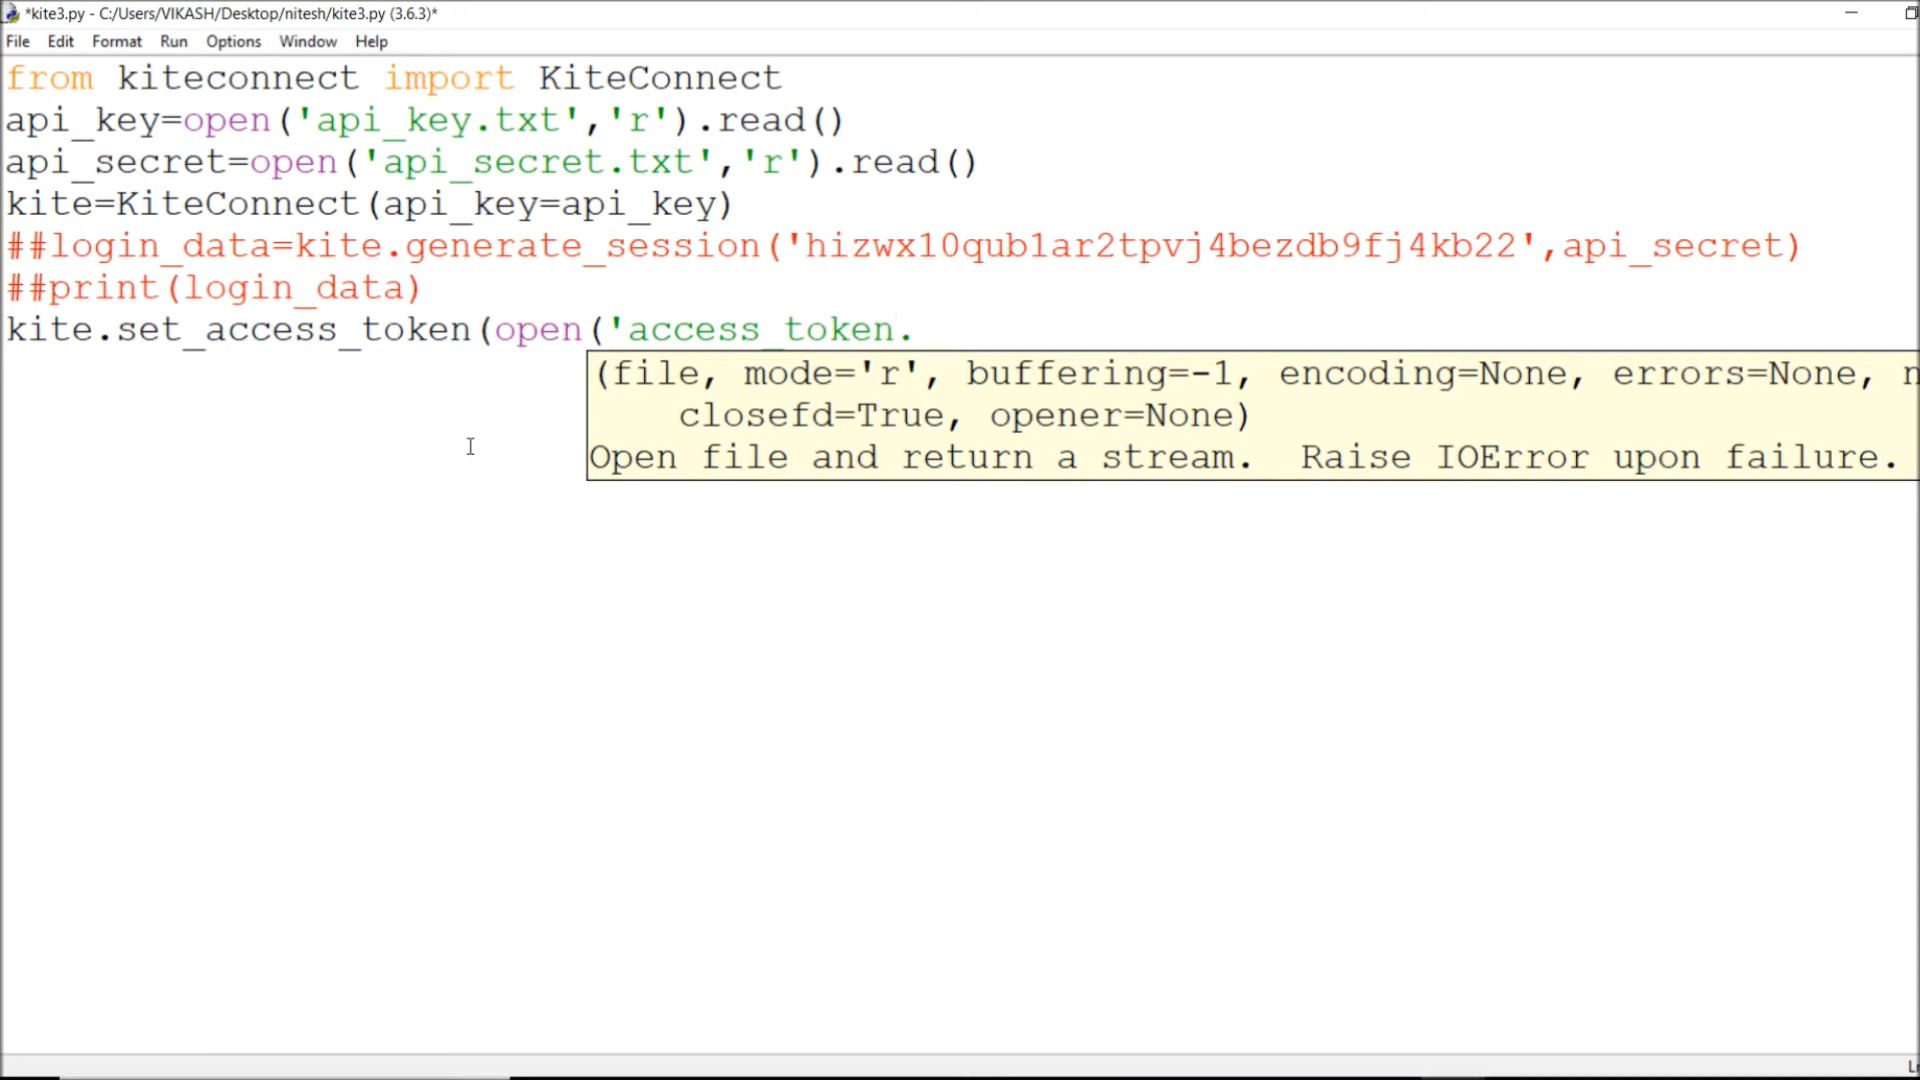 *kite3.py - C:/Users/VIKASH/Desktop/nitesh/kite3.py (3.6.3)*
File Edit Format Run Options Window Help
from kiteconnect import KiteConnect
api_key=open('api_key.txt','r').read()
api_secret=open('api_secret.txt','r').read()
kite=KiteConnect(api_key=api_key)
##login_data=kite.generate_session('hizwx10qub1ar2tpvj4bezdb9fj4kb22',api_secret)
##print(login_data)
kite.set_access_token(open('access_token.
(file, mode='r', buffering=-1, encoding=None, errors=None, n
closefd=True, opener=None)
Open file and return a stream. Raise IOError upon failure.